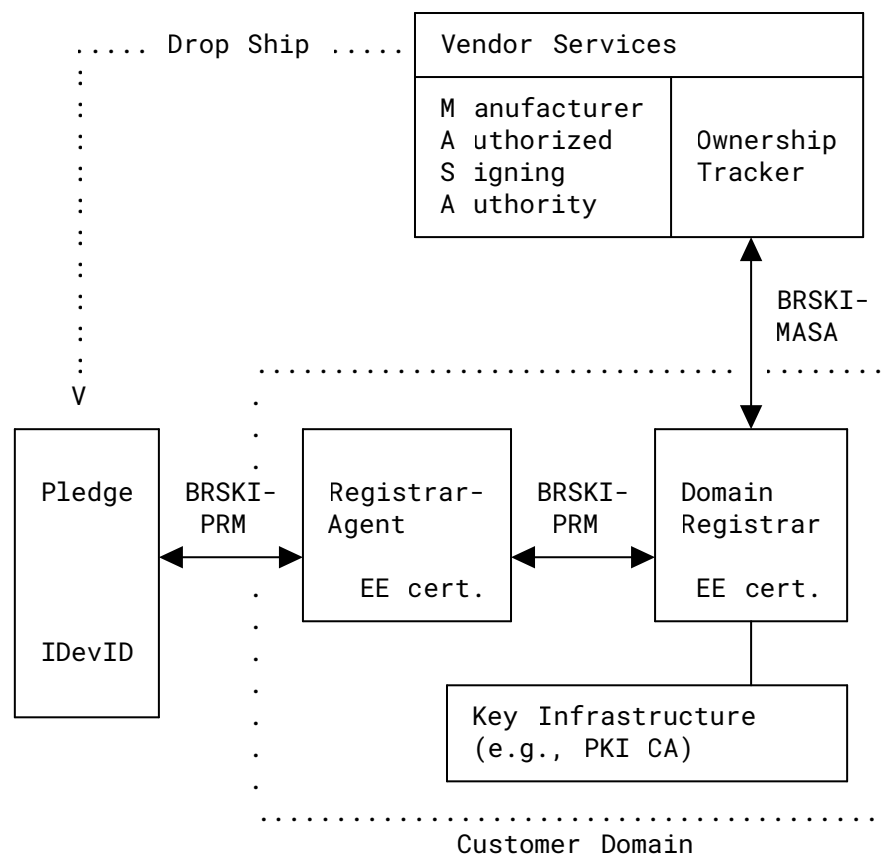 Drop Ship
Vendor Services
M anufacturer
A uthorized
S igning
A uthority
Ownership
Tracker
BRSKI-
MASA
V
Pledge
IDevID
BRSKI-
PRM
Registrar-
Agent
EE cert.
BRSKI-
PRM
Domain
Registrar
EE cert.
Key Infrastructure
(e.g., PKI CA)
Customer Domain